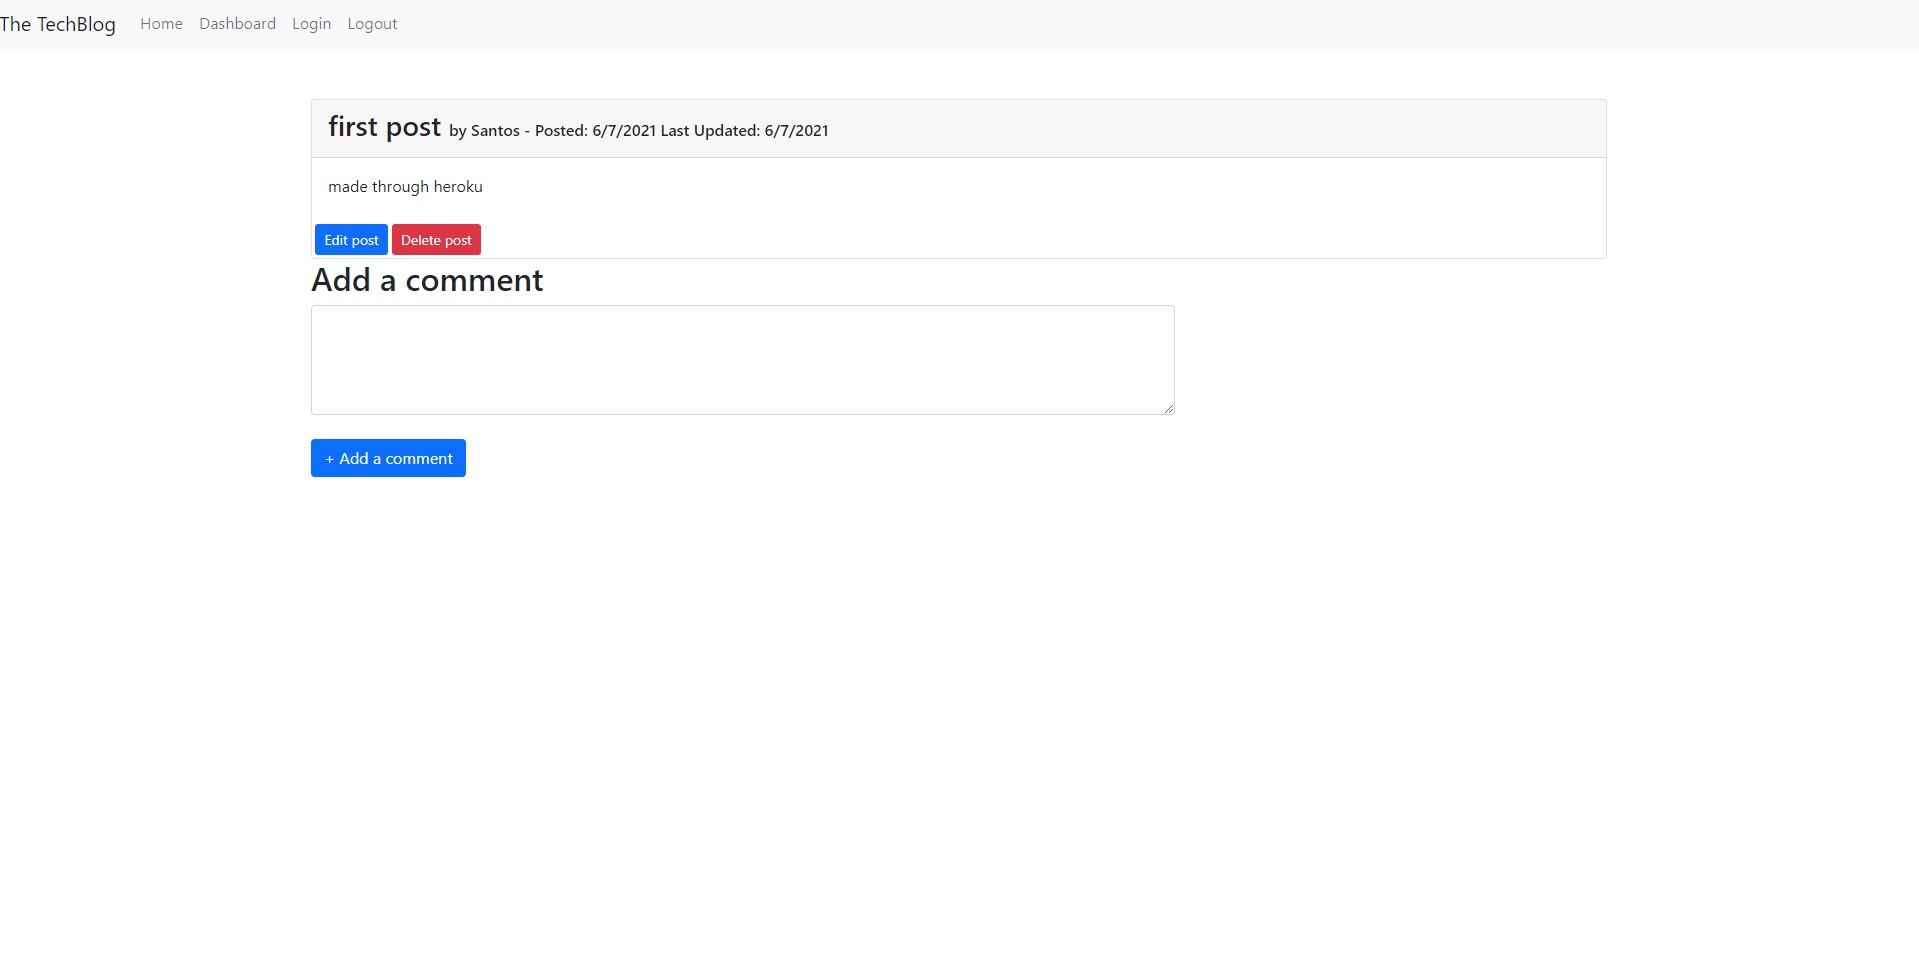 The TechBlog Home Dashboard Login Logout
first post by Santos - Posted: 6/7/2021 Last Updated: 6/7/2021
made through heroku
Edit post Delete post
Add a comment
+ Add a comment